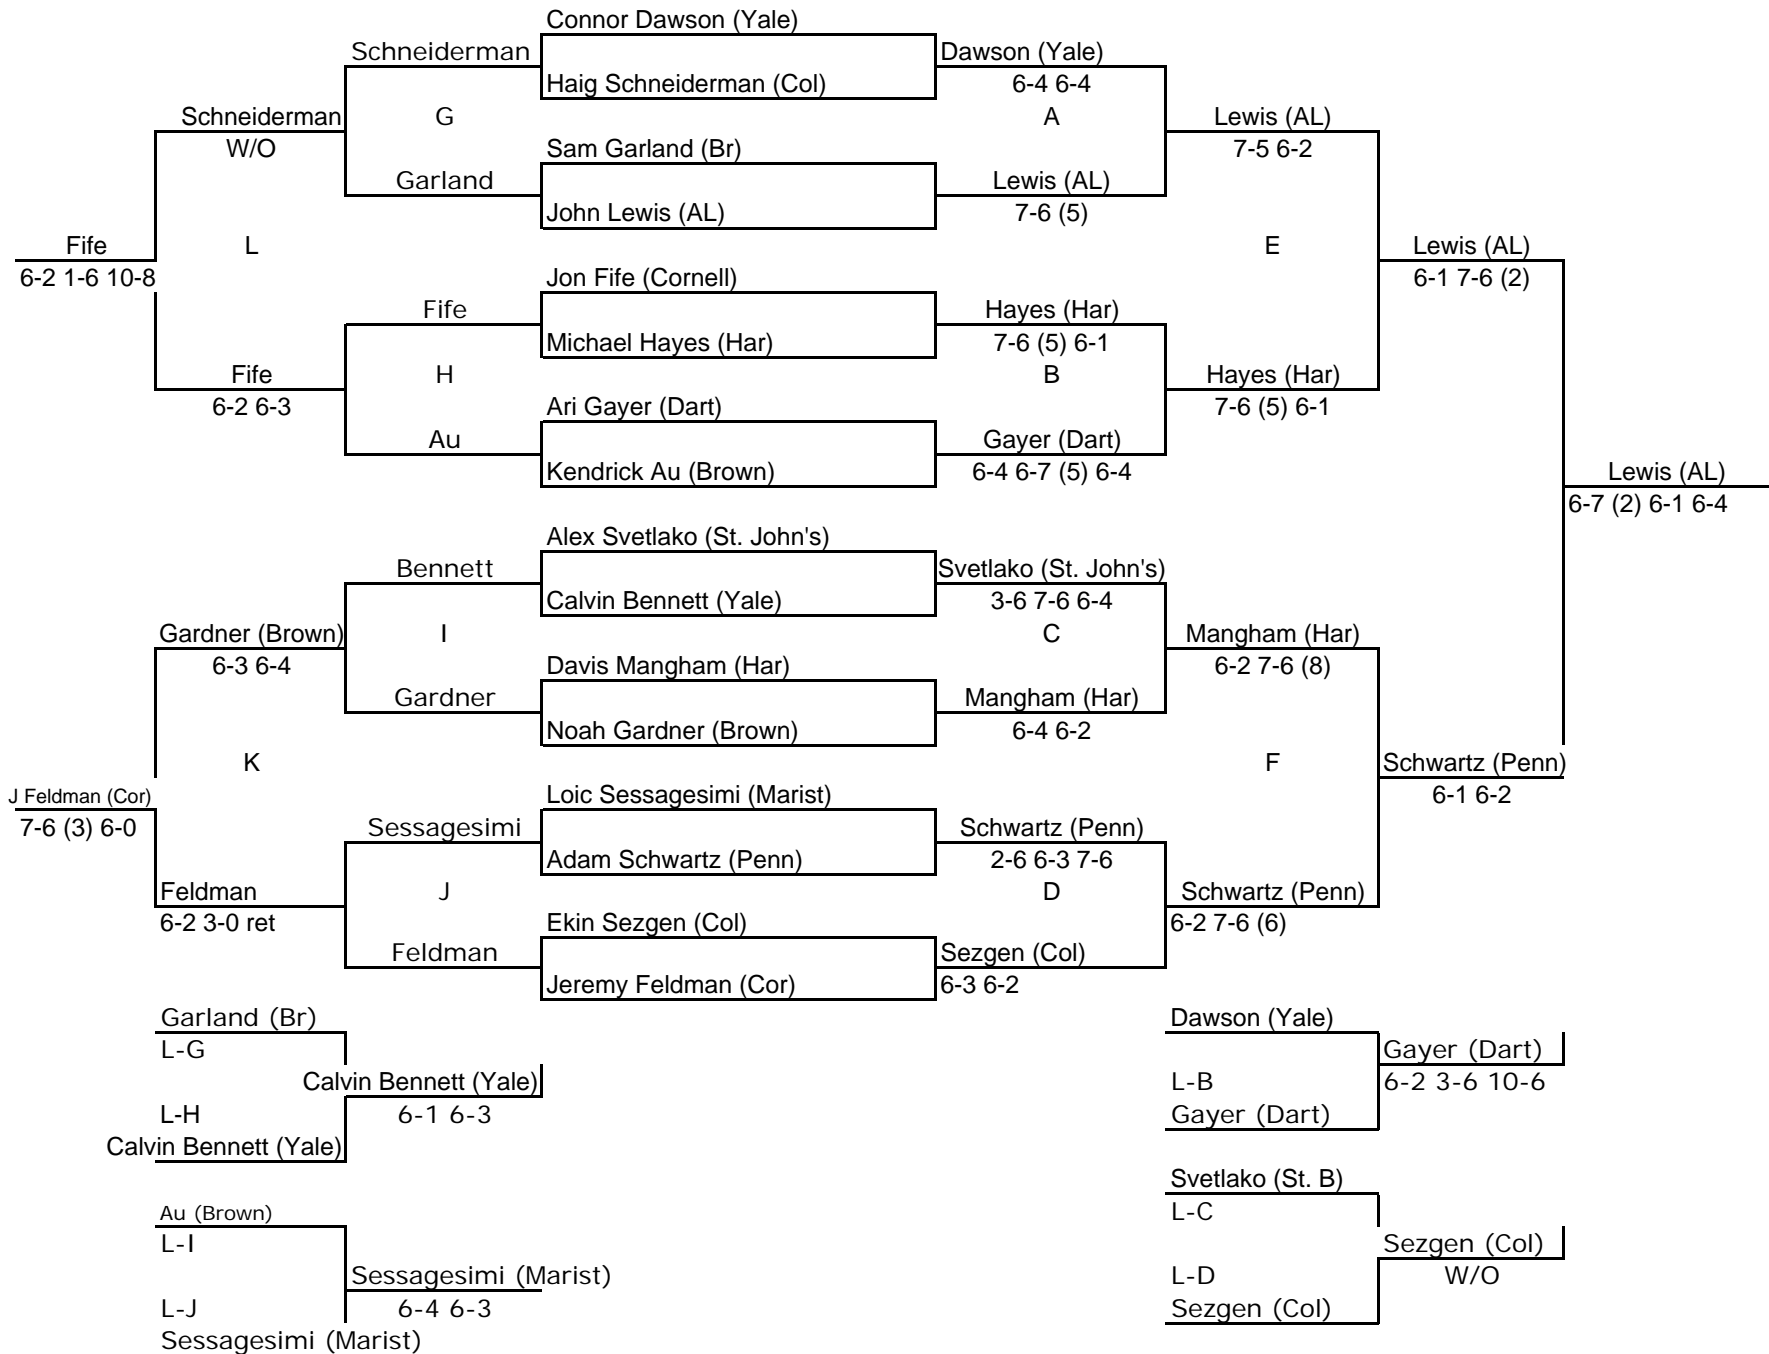 Connor Dawson (Yale)
Schneiderman
Dawson (Yale)
Haig Schneiderman (Col)
6-4 6-4
Schneiderman
G
A
Lewis (AL)
W/O
Sam Garland (Br)
7-5 6-2
Garland
Lewis (AL)
John Lewis (AL)
7-6 (5)
Fife
L
E
Lewis (AL)
6-2 1-6 10-8
Jon Fife (Cornell)
6-1 7-6 (2)
Fife
Hayes (Har)
Michael Hayes (Har)
7-6 (5) 6-1
Fife
H
B
Hayes (Har)
6-2 6-3
Ari Gayer (Dart)
7-6 (5) 6-1
Au
Gayer (Dart)
Kendrick Au (Brown)
6-4 6-7 (5) 6-4
Lewis (AL)
6-7 (2) 6-1 6-4
Alex Svetlako (St. John's)
Bennett
Svetlako (St. John's)
Calvin Bennett (Yale)
3-6 7-6 6-4
Gardner (Brown)
I
C
Mangham (Har)
6-3 6-4
Davis Mangham (Har)
6-2 7-6 (8)
Gardner
Mangham (Har)
Noah Gardner (Brown)
6-4 6-2
K
F
Schwartz (Penn)
J Feldman (Cor)
Loic Sessagesimi (Marist)
6-1 6-2
7-6 (3) 6-0
Sessagesimi
Schwartz (Penn)
Adam Schwartz (Penn)
2-6 6-3 7-6
Feldman
J
D
Schwartz (Penn)
6-2 3-0 ret
Ekin Sezgen (Col)
6-2 7-6 (6)
Feldman
Sezgen (Col)
Jeremy Feldman (Cor)
6-3 6-2
Garland (Br)
Dawson (Yale)
L-G
Gayer (Dart)
Calvin Bennett (Yale)
L-B
6-2 3-6 10-6
L-H
6-1 6-3
Gayer (Dart)
Calvin Bennett (Yale)
Svetlako (St. B)
Au (Brown)
L-C
L-I
Sezgen (Col)
Sessagesimi (Marist)
L-D
W/O
L-J
6-4 6-3
Sezgen (Col)
Sessagesimi (Marist)